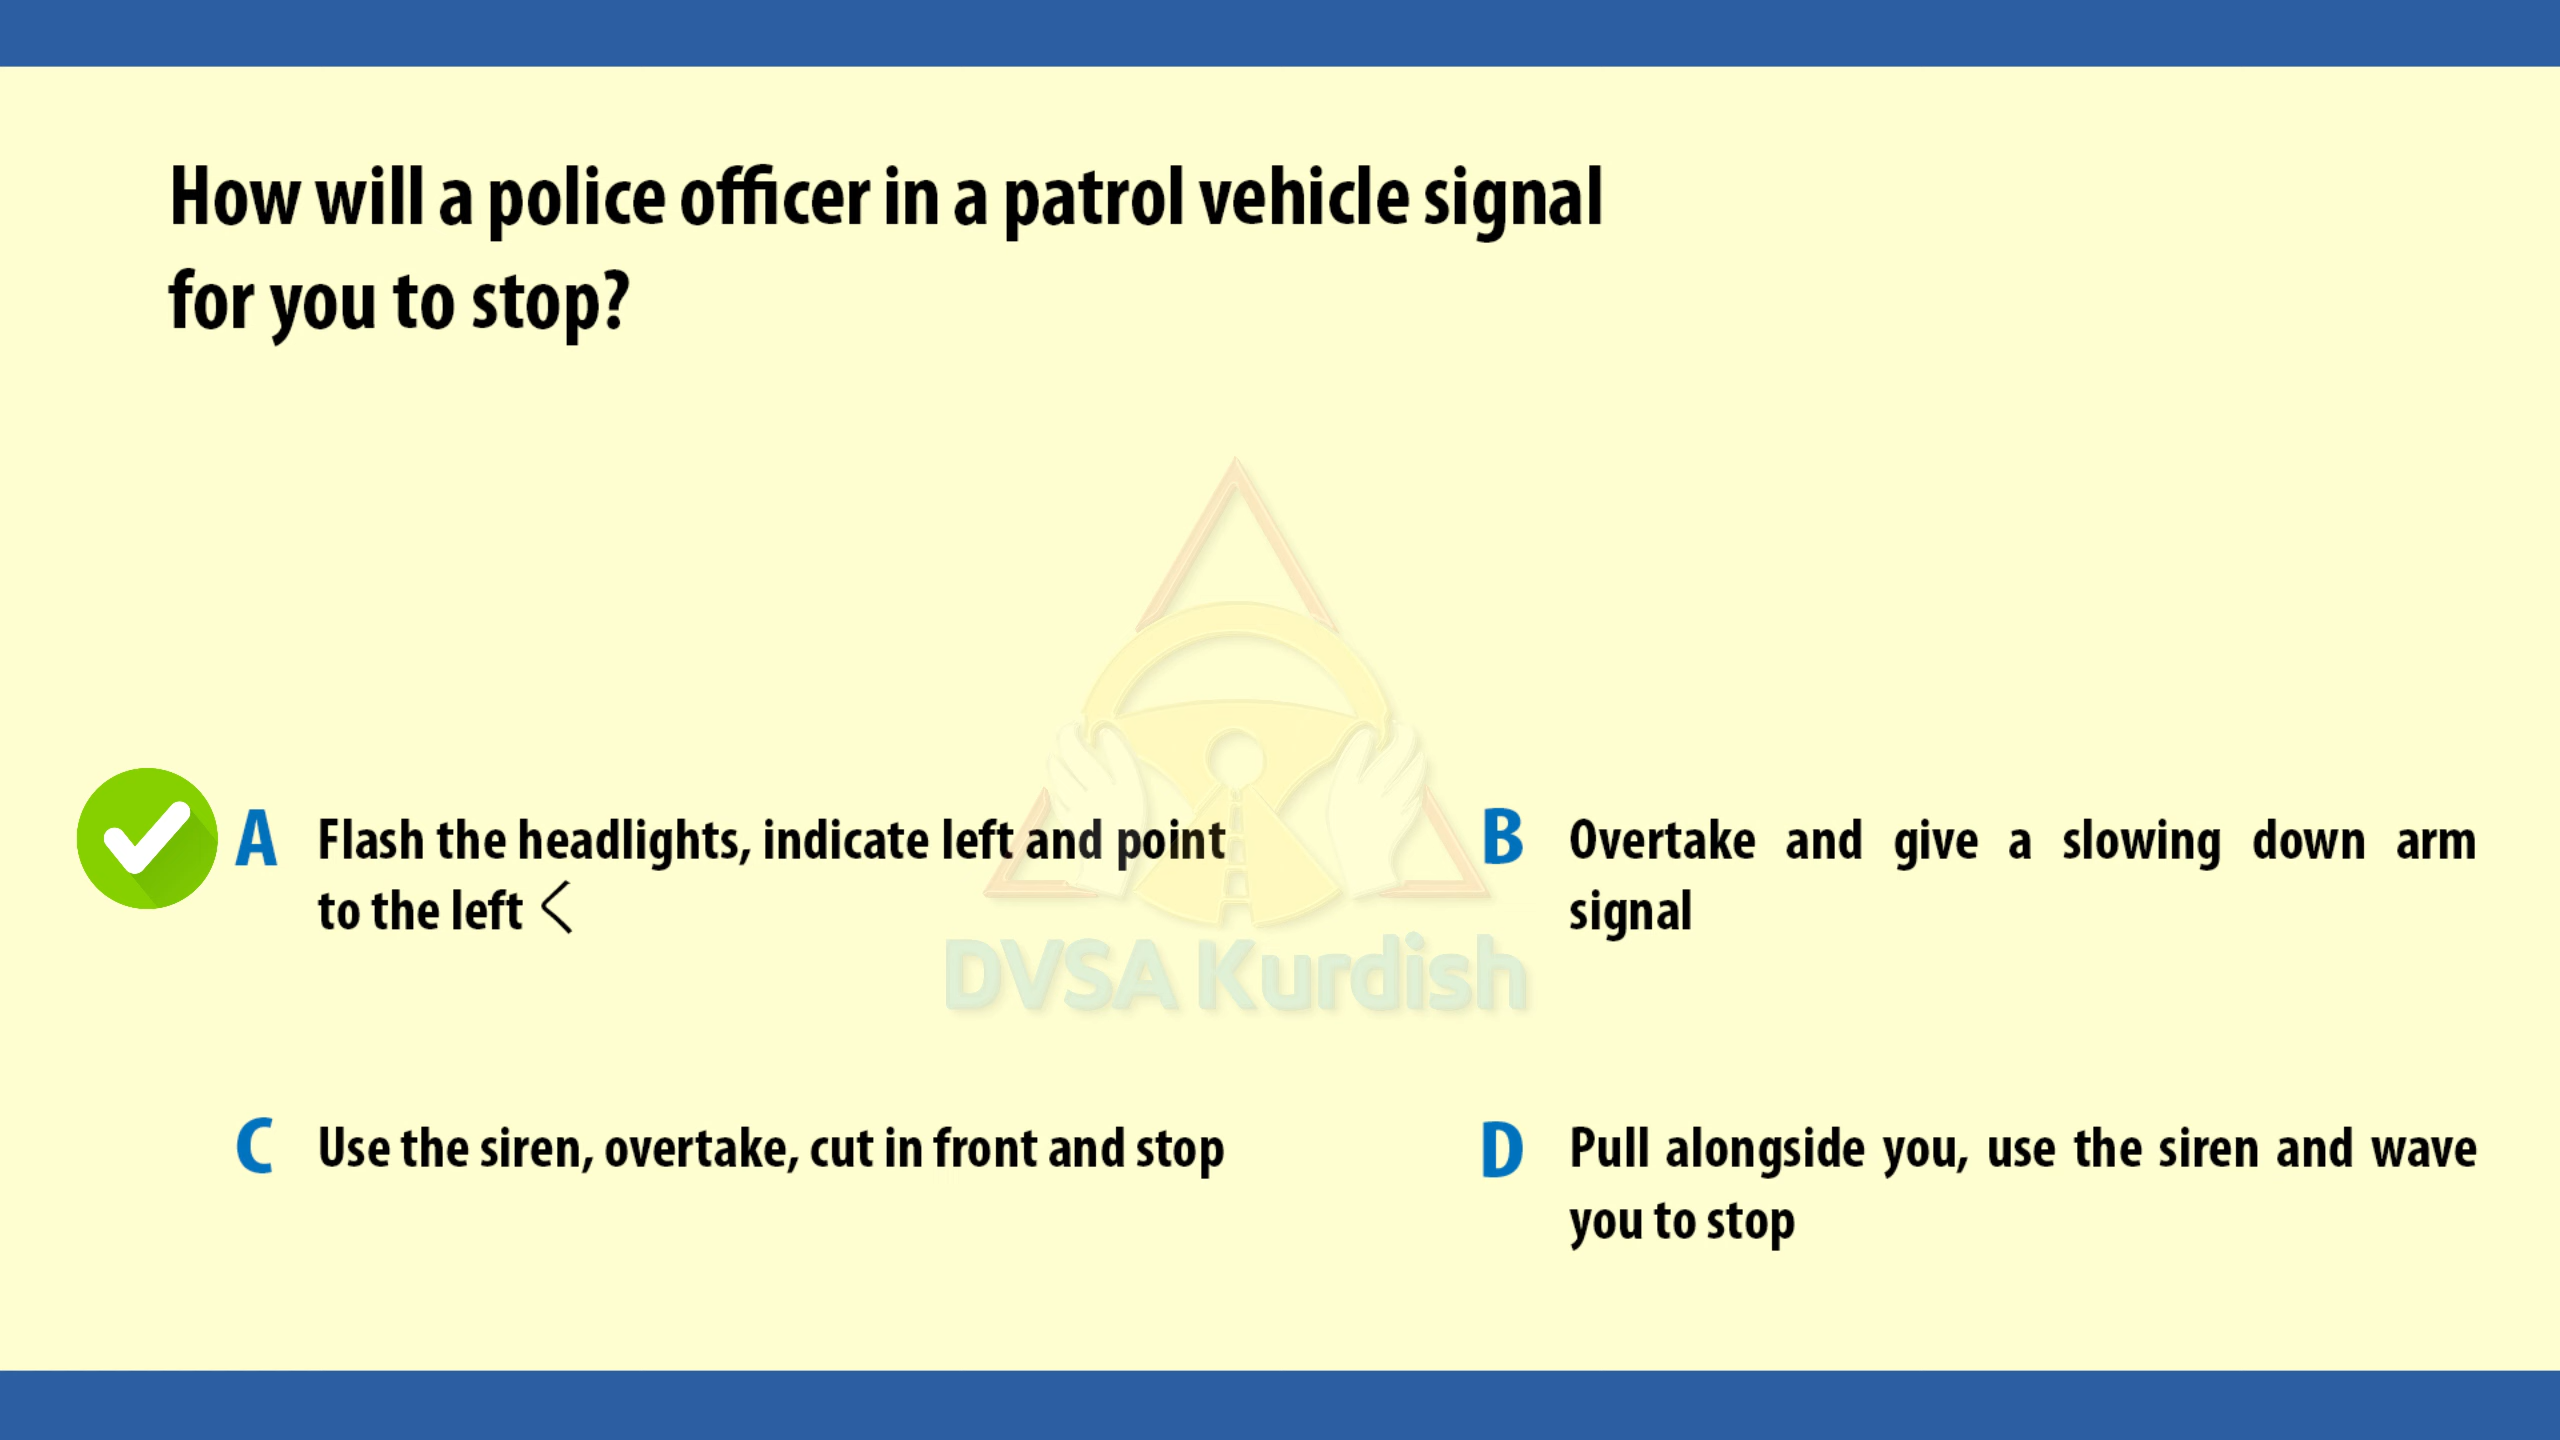 How will a police officer in a patrol vehicle signal
for you to stop?
A Flash the headlights, indicate left and point
to the left <
B Overtake and give a slowing down arm
signal
DVSA Kurdish
C Use the siren, overtake, cut in front and stop
D Pull alongside you, use the siren and wave
you to stop